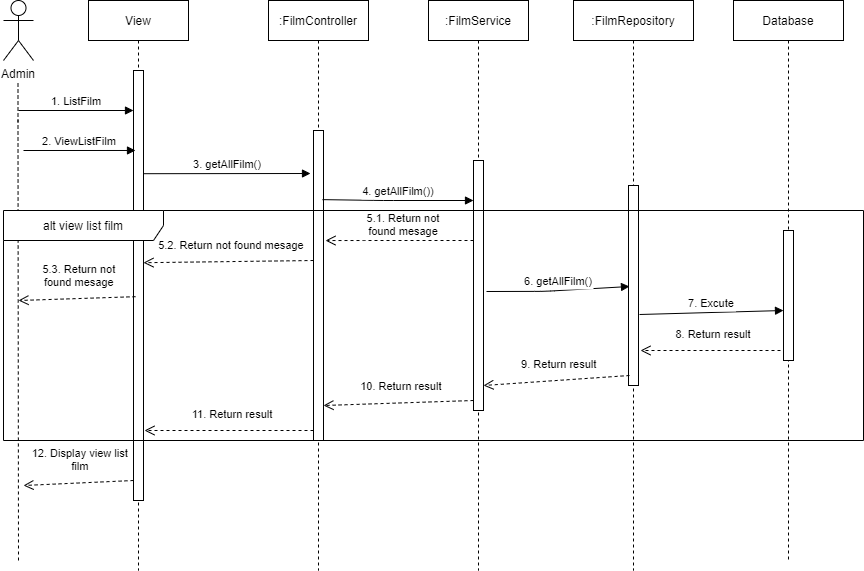 View
:FilmController
:FilmService
:FilmRepository
Database
Admin
1. ListFilm
2. ViewListFilm
3. getAllFilm()
4. getAllFilm())
alt view list film
5.1. Return not
found mesage
5.2. Return not found mesage
5.3. Return not
found mesage
6. getAllFilm()
7. Excute
8. Return result
9. Return result
10. Return result
11. Return result
12. Display view list
film